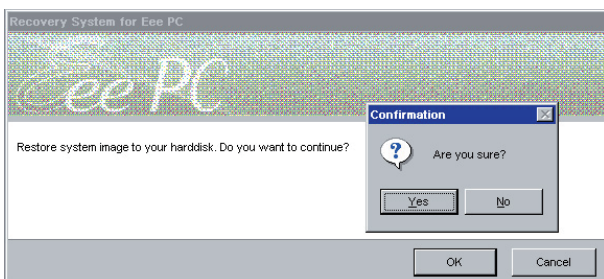 Recovery System for Eee PC
Eee PC
Restore system image to your harddisk. Do you want to continue?
Confirmation
Are you sure?
Yes
No
OK
Cancel